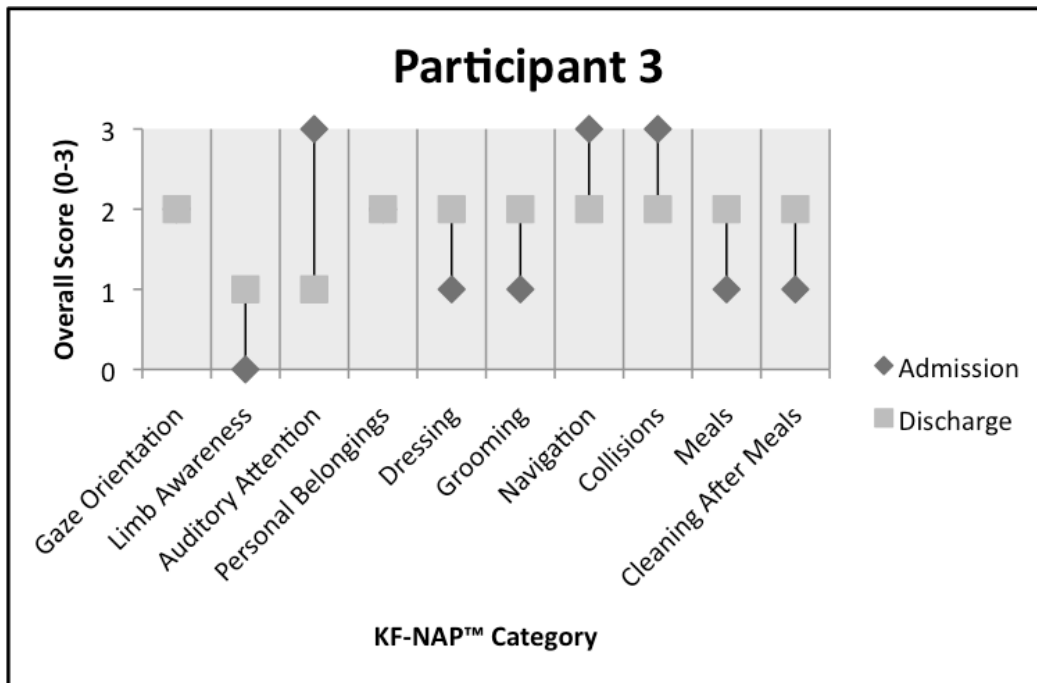 Participant 3
Overall Score (0-3)
3
2
1
0
Gaze Orientation
Limb Awareness
Auditory Attention
Personal Belongings
Dressing
Grooming
Navigation
Collisions
Meals
Cleaning After Meals
KF-NAP™ Category
Admission
Discharge